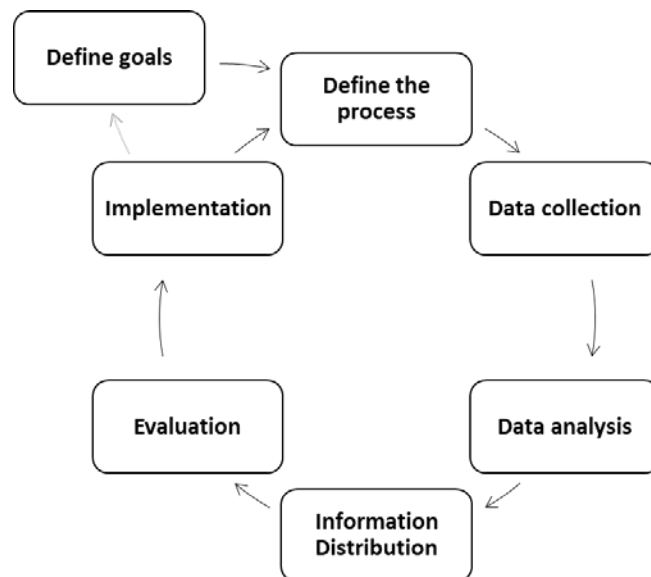 Define goals
Define the
process
Data collection
Data analysis
Information
Distribution
Evaluation
Implementation